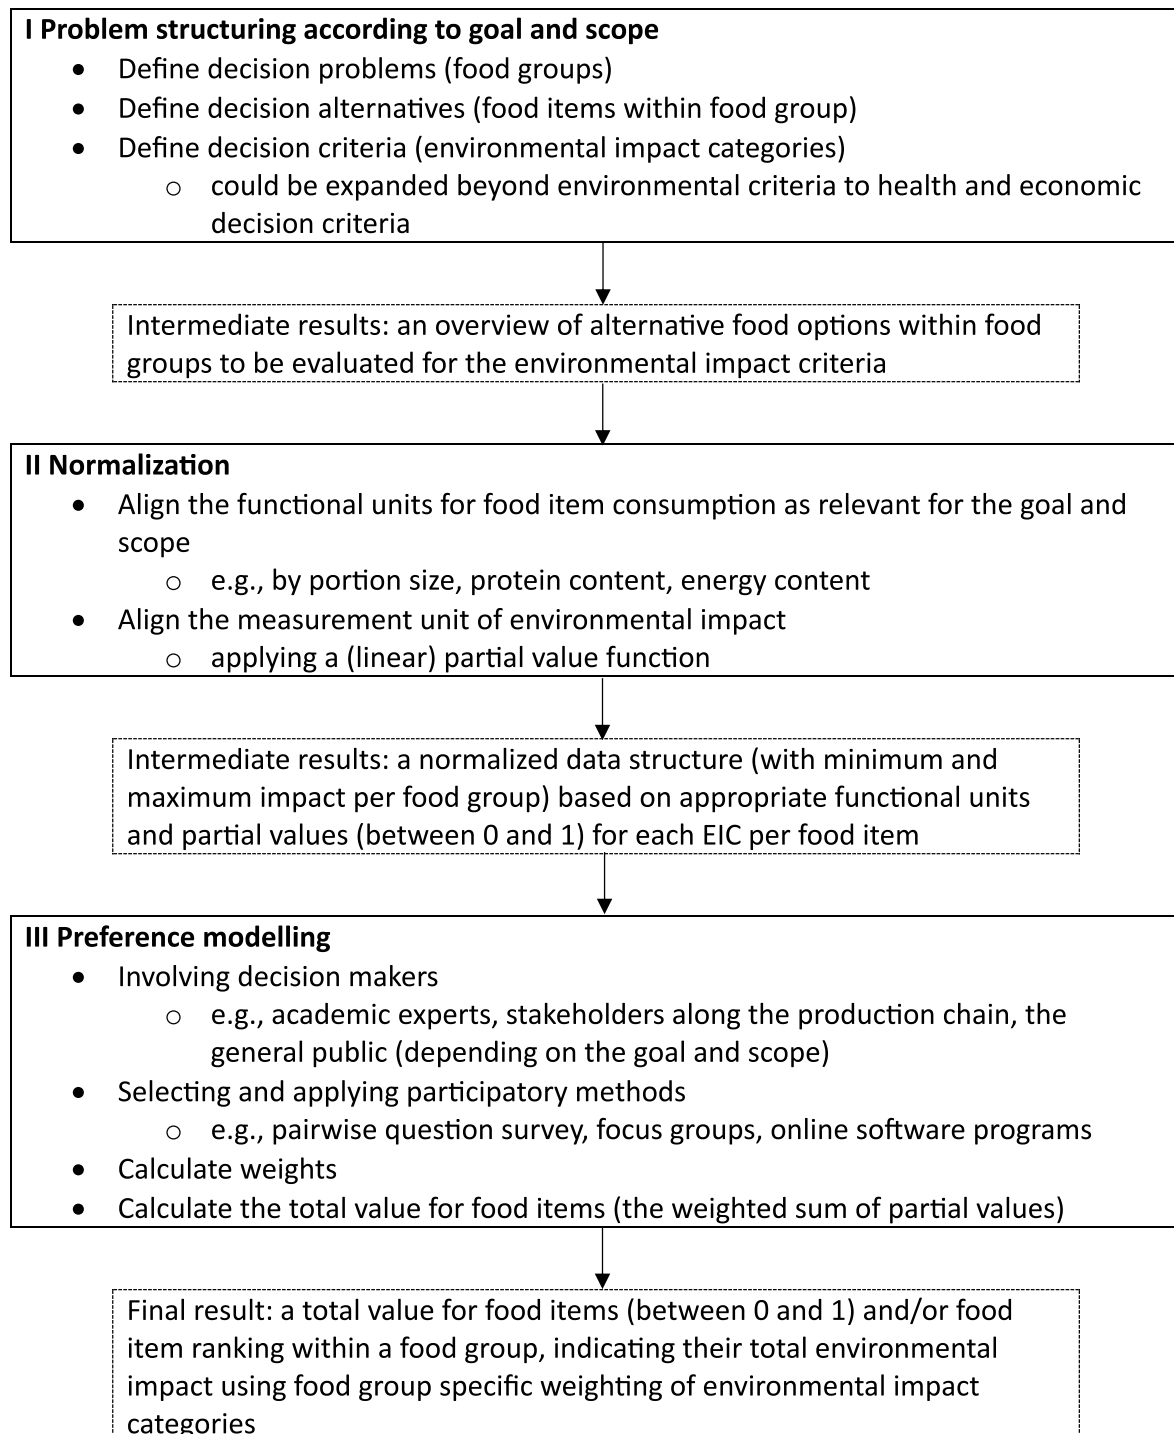 I Problem structuring according to goal and scope
• Define decision problems (food groups)
• Define decision alternatives (food items within food group)
• Define decision criteria (environmental impact categories)
o could be expanded beyond environmental criteria to health and economic
decision criteria
Intermediate results: an overview of alternative food options within food
groups to be evaluated for the environmental impact criteria
II Normalization
• Align the functional units for food item consumption as relevant for the goal and
scope
o e.g., by portion size, protein content, energy content
• Align the measurement unit of environmental impact
o applying a (linear) partial value function
Intermediate results: a normalized data structure (with minimum and
maximum impact per food group) based on appropriate functional units
and partial values (between 0 and 1) for each EIC per food item
III Preference modelling
• Involving decision makers
o e.g., academic experts, stakeholders along the production chain, the
general public (depending on the goal and scope)
• Selecting and applying participatory methods
o e.g., pairwise question survey, focus groups, online software programs
• Calculate weights
• Calculate the total value for food items (the weighted sum of partial values)
Final result: a total value for food items (between 0 and 1) and/or food
item ranking within a food group, indicating their total environmental
impact using food group specific weighting of environmental impact
categories